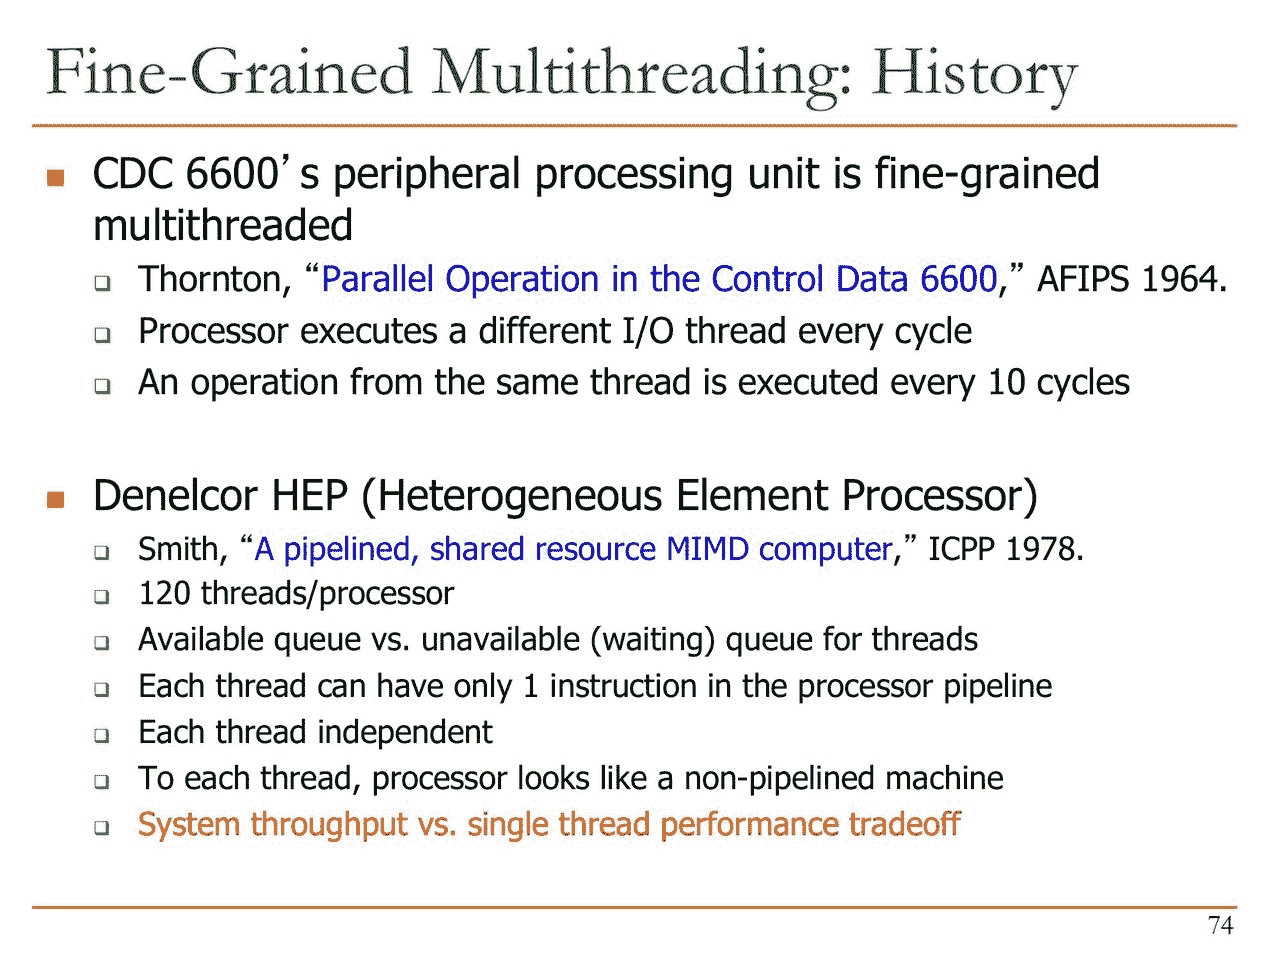 Fine-Grained Multithreading: History
CDC 6600’s peripheral processing unit is fine-grained
multithreaded
Thornton, “Parallel Operation in the Control Data 6600,” AFIPS 1964.
Processor executes a different I/O thread every cycle
An operation from the same thread is executed every 10 cycles
Denelcor HEP (Heterogeneous Element Processor)
Smith, “A pipelined, shared resource MIMD computer,” ICPP 1978.
120 threads/processor
Available queue vs. unavailable (waiting) queue for threads
Each thread can have only 1 instruction in the processor pipeline
Each thread independent
To each thread, processor looks like a non-pipelined machine
System throughput vs. single thread performance tradeoff
74